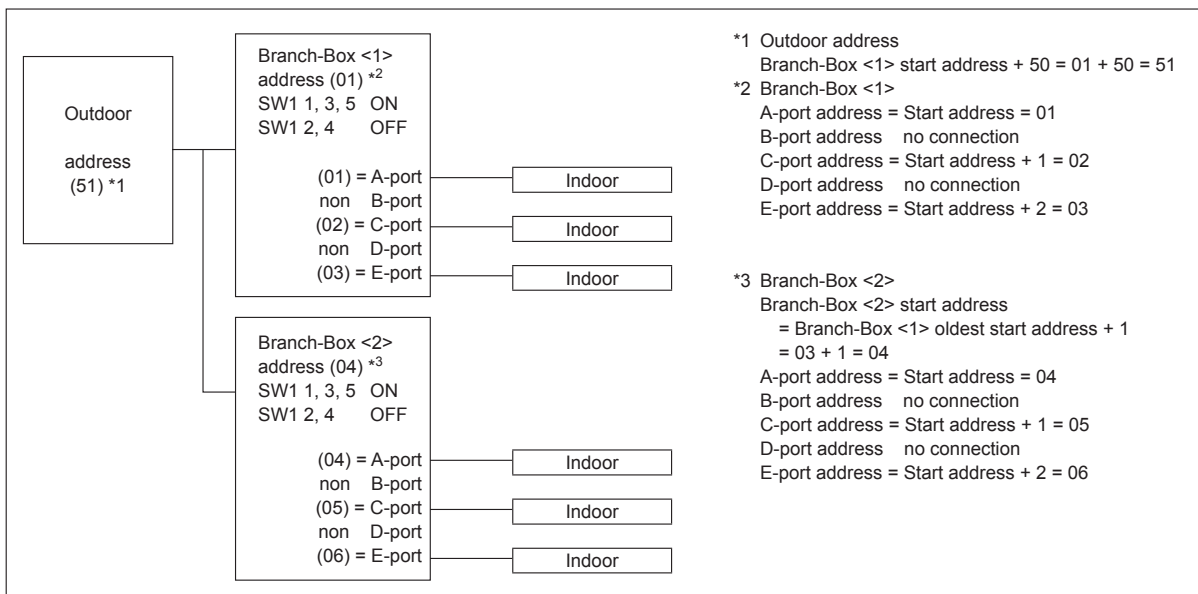 Outdoor
address
(51) *1
Branch-Box <1>
address (01) *2
SW1 1, 3, 5 ON
SW1 2, 4 OFF
(01) = A-port
non B-port
(02) = C-port
non D-port
(03) = E-port
Indoor
Indoor
Indoor
Branch-Box <2>
address (04) *3
SW1 1, 3, 5 ON
SW1 2, 4 OFF
(04) = A-port
non B-port
(05) = C-port
non D-port
(06) = E-port
Indoor
Indoor
Indoor
*1 Outdoor address
Branch-Box <1> start address + 50 = 01 + 50 = 51
*2 Branch-Box <1>
A-port address = Start address = 01
B-port address no connection
C-port address = Start address + 1 = 02
D-port address no connection
E-port address = Start address + 2 = 03
*3 Branch-Box <2>
Branch-Box <2> start address
= Branch-Box <1> oldest start address + 1
= 03 + 1 = 04
A-port address = Start address = 04
B-port address no connection
C-port address = Start address + 1 = 05
D-port address no connection
E-port address = Start address + 2 = 06